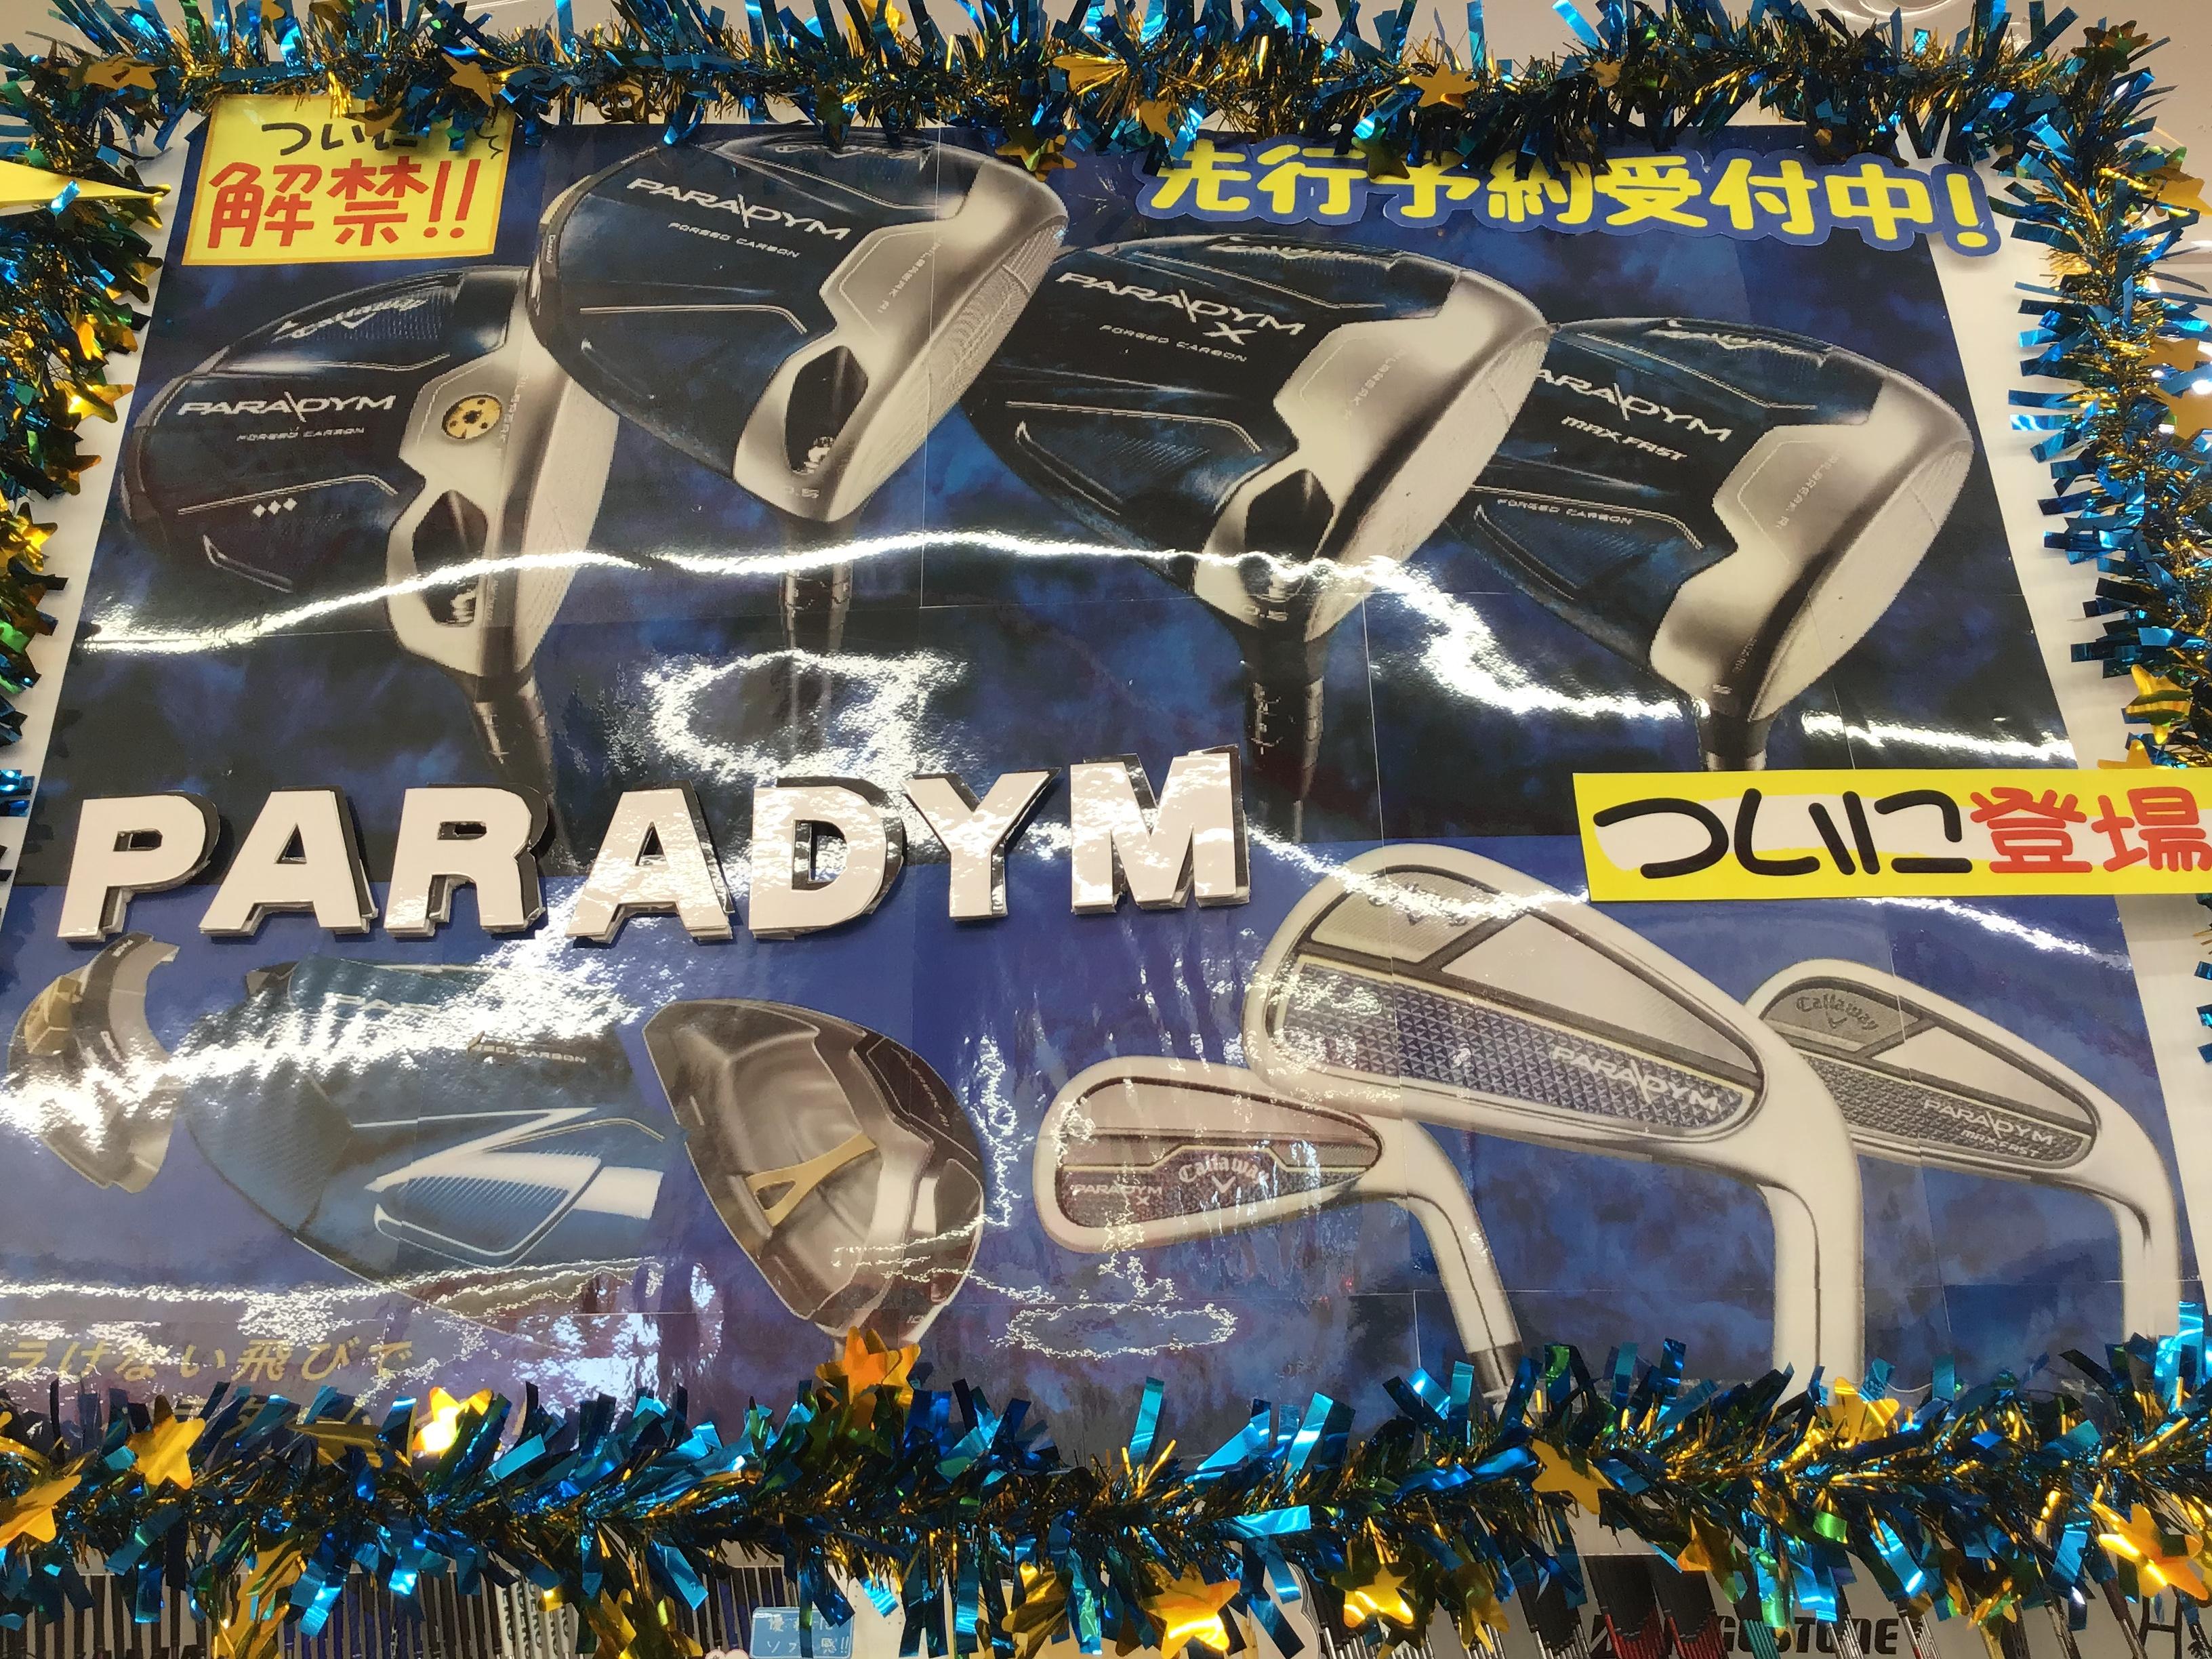 ついに
解禁!!
先行予約受付中!
PARADYM
FORGED CARBON
Callaway
PARADYM
FORGED CARBON
PARADYM
X
FORGED CARBON
PARADYM
MAX FAST
FORGED CARBON
PARADYM
ついに登場
CARBON
Callaway
PARADYM
X
PARADYM
Callaway
PARADYM
MAX FAST
ない飛びで